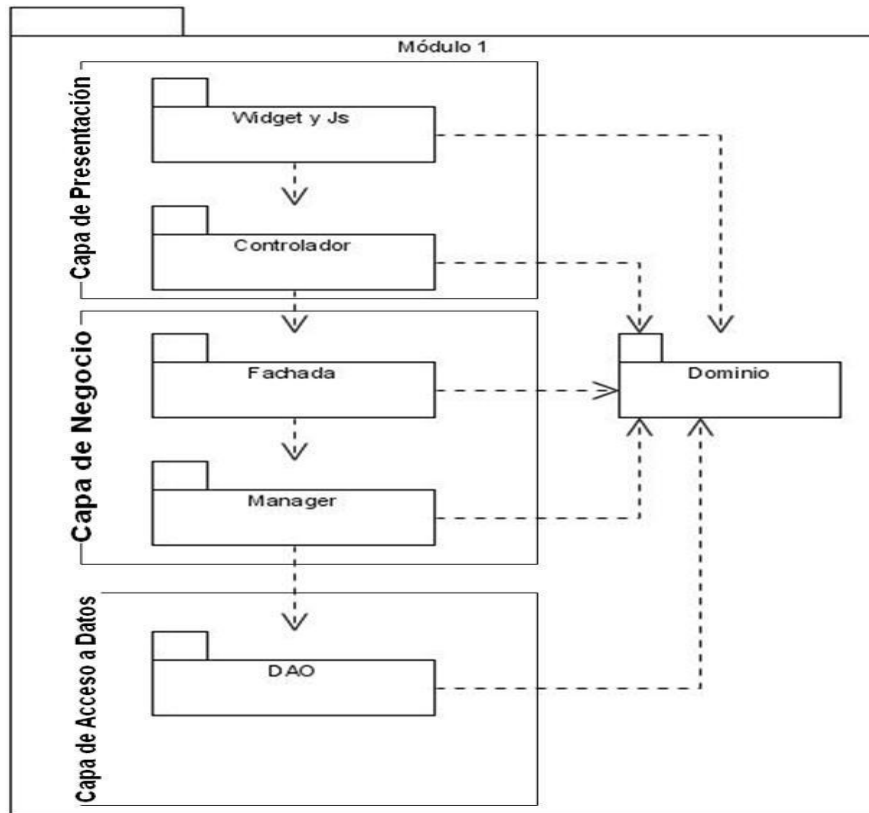 Módulo 1
Capa de Presentación
Widget y Js
Controlador
Capa de Negocio
Fachada
Dominio
Manager
Capa de Acceso a Datos
DAO